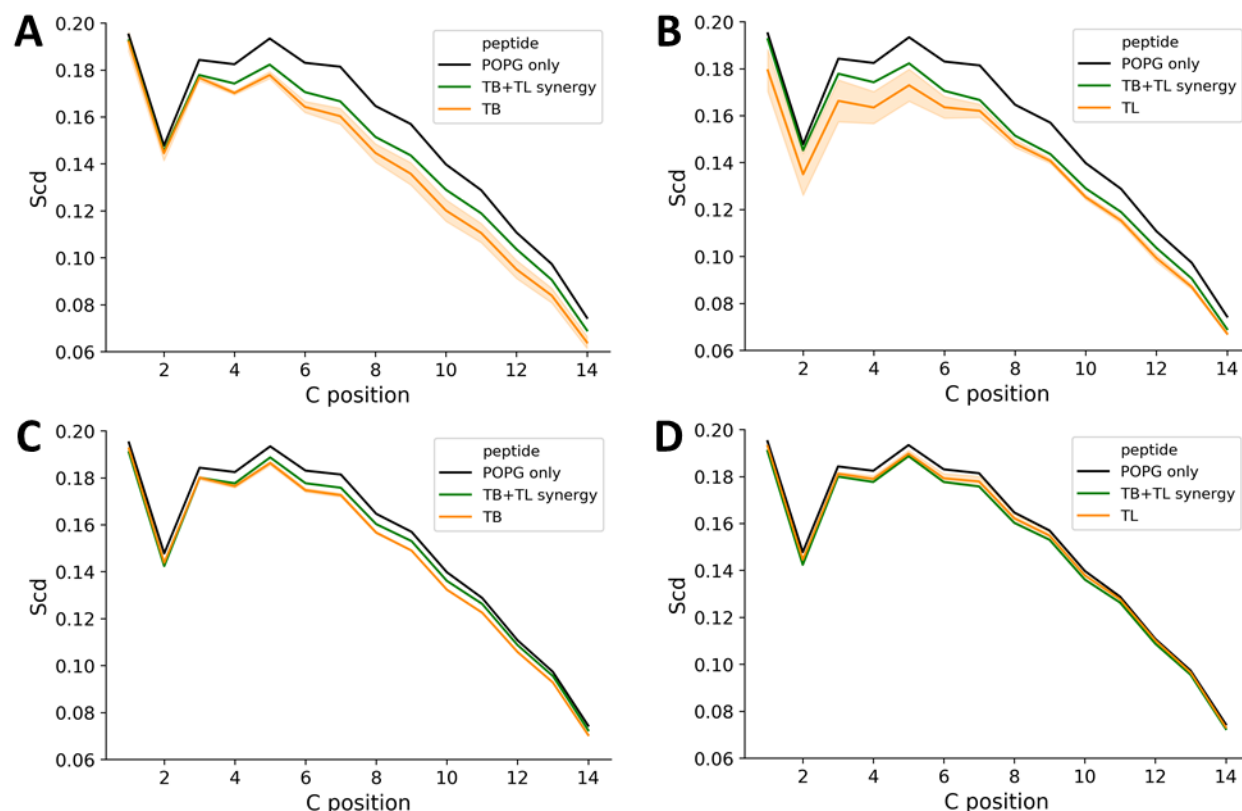 A
0.20
0.18
0.16
0.14
0.12
0.10
0.08
0.06
Scd
2 4 6 8 10 12 14
C position
peptide
POPG only
TB+TL synergy
TB
B
0.20
0.18
0.16
0.14
0.12
0.10
0.08
0.06
Scd
2 4 6 8 10 12 14
C position
peptide
POPG only
TB+TL synergy
TL
C
0.20
0.18
0.16
0.14
0.12
0.10
0.08
0.06
Scd
2 4 6 8 10 12 14
C position
peptide
POPG only
TB+TL synergy
TB
D
0.20
0.18
0.16
0.14
0.12
0.10
0.08
0.06
Scd
2 4 6 8 10 12 14
C position
peptide
POPG only
TB+TL synergy
TL